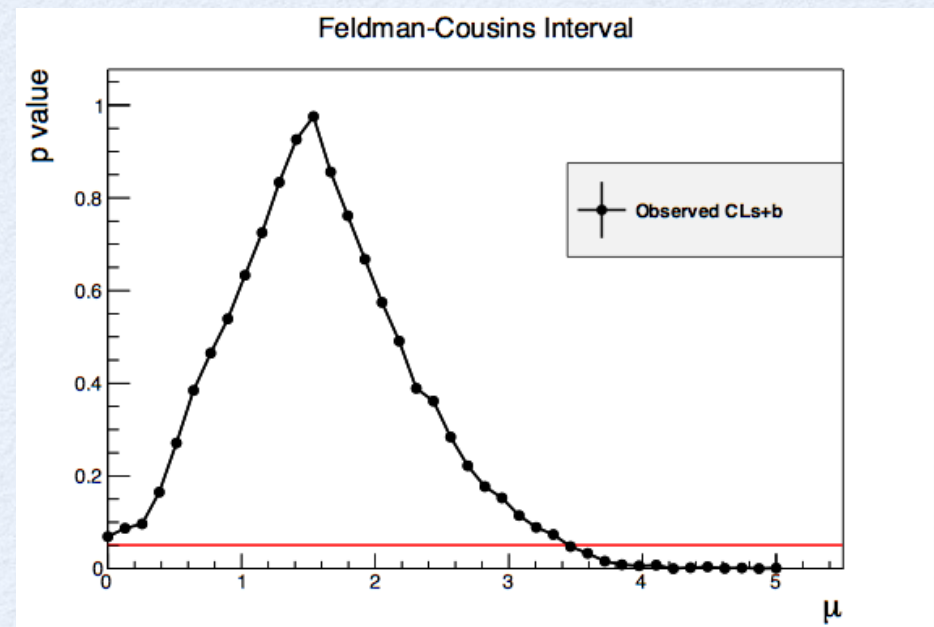 Feldman-Cousins Interval
p value
1
0.8
0.6
0.4
0.2
0
Observed CLs+b
0 1 2 3 4 5
μ